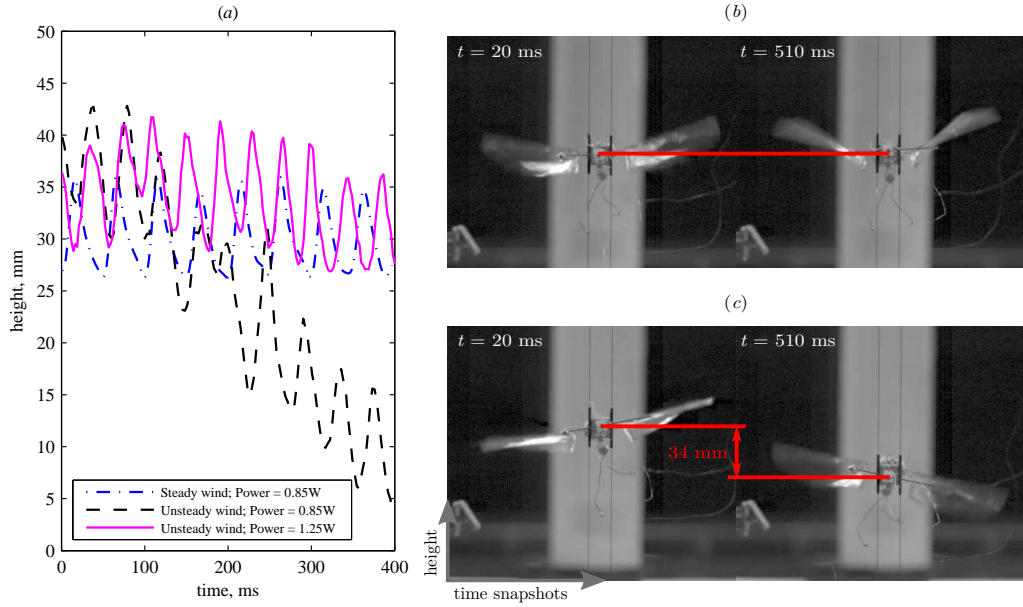 (a)
50
45
40
35
30
25
20
15
10
5
0
height, mm
Steady wind; Power = 0.85W
Unsteady wind; Power = 0.85W
Unsteady wind; Power = 1.25W
0 100 200 300 400
time, ms
(b)
t = 20 ms
t = 510 ms
(c)
t = 20 ms
t = 510 ms
34 mm
height
time snapshots